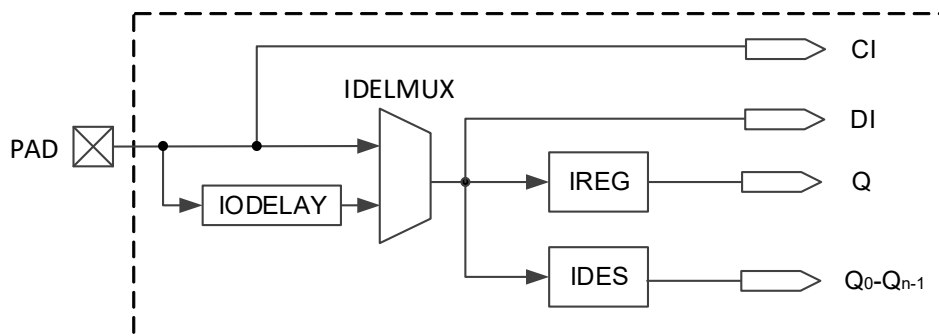 CI
IDELMUX
DI
PAD
IREG
Q
IODELAY
IDES
Q0-Qn-1